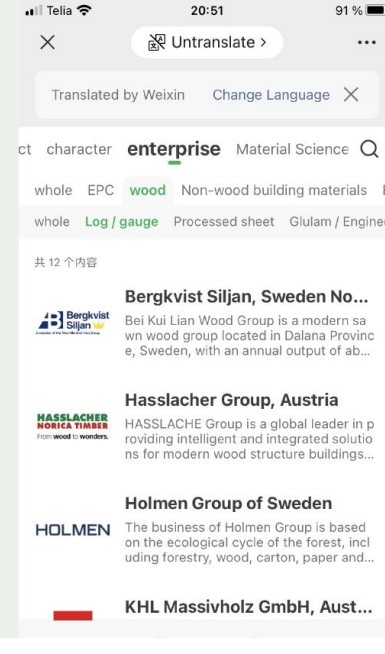 Telia
20:51
91 %
Untranslate >
Translated by Weixin Change Language
ct character enterprise Material Science
whole EPC wood Non-wood building materials
whole Log / gauge Processed sheet Glulam / Engine
共 12 个内容
Bergkvist Siljan
Bergkvist Siljan, Sweden No...
Bei Kui Lian Wood Group is a modern sa
wn wood group located in Dalana Provinc
e, Sweden, with an annual output of ab...
HASSLACHER
NORICA TIMBER
From wood to wonders.
Hasslacher Group, Austria
HASSLACHE Group is a global leader in p
roviding intelligent and integrated solutio
ns for modern wood structure buildings...
HOLMEN
Holmen Group of Sweden
The business of Holmen Group is based
on the ecological cycle of the forest, incl
uding forestry, wood, carton, paper and...
KHL Massivholz GmbH, Aust...